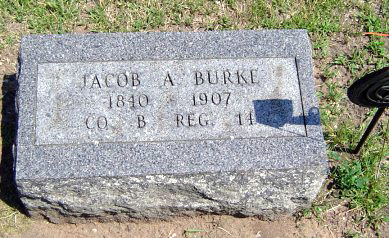 JACOB A BURKE
1840 1907
CO. B REG. 14